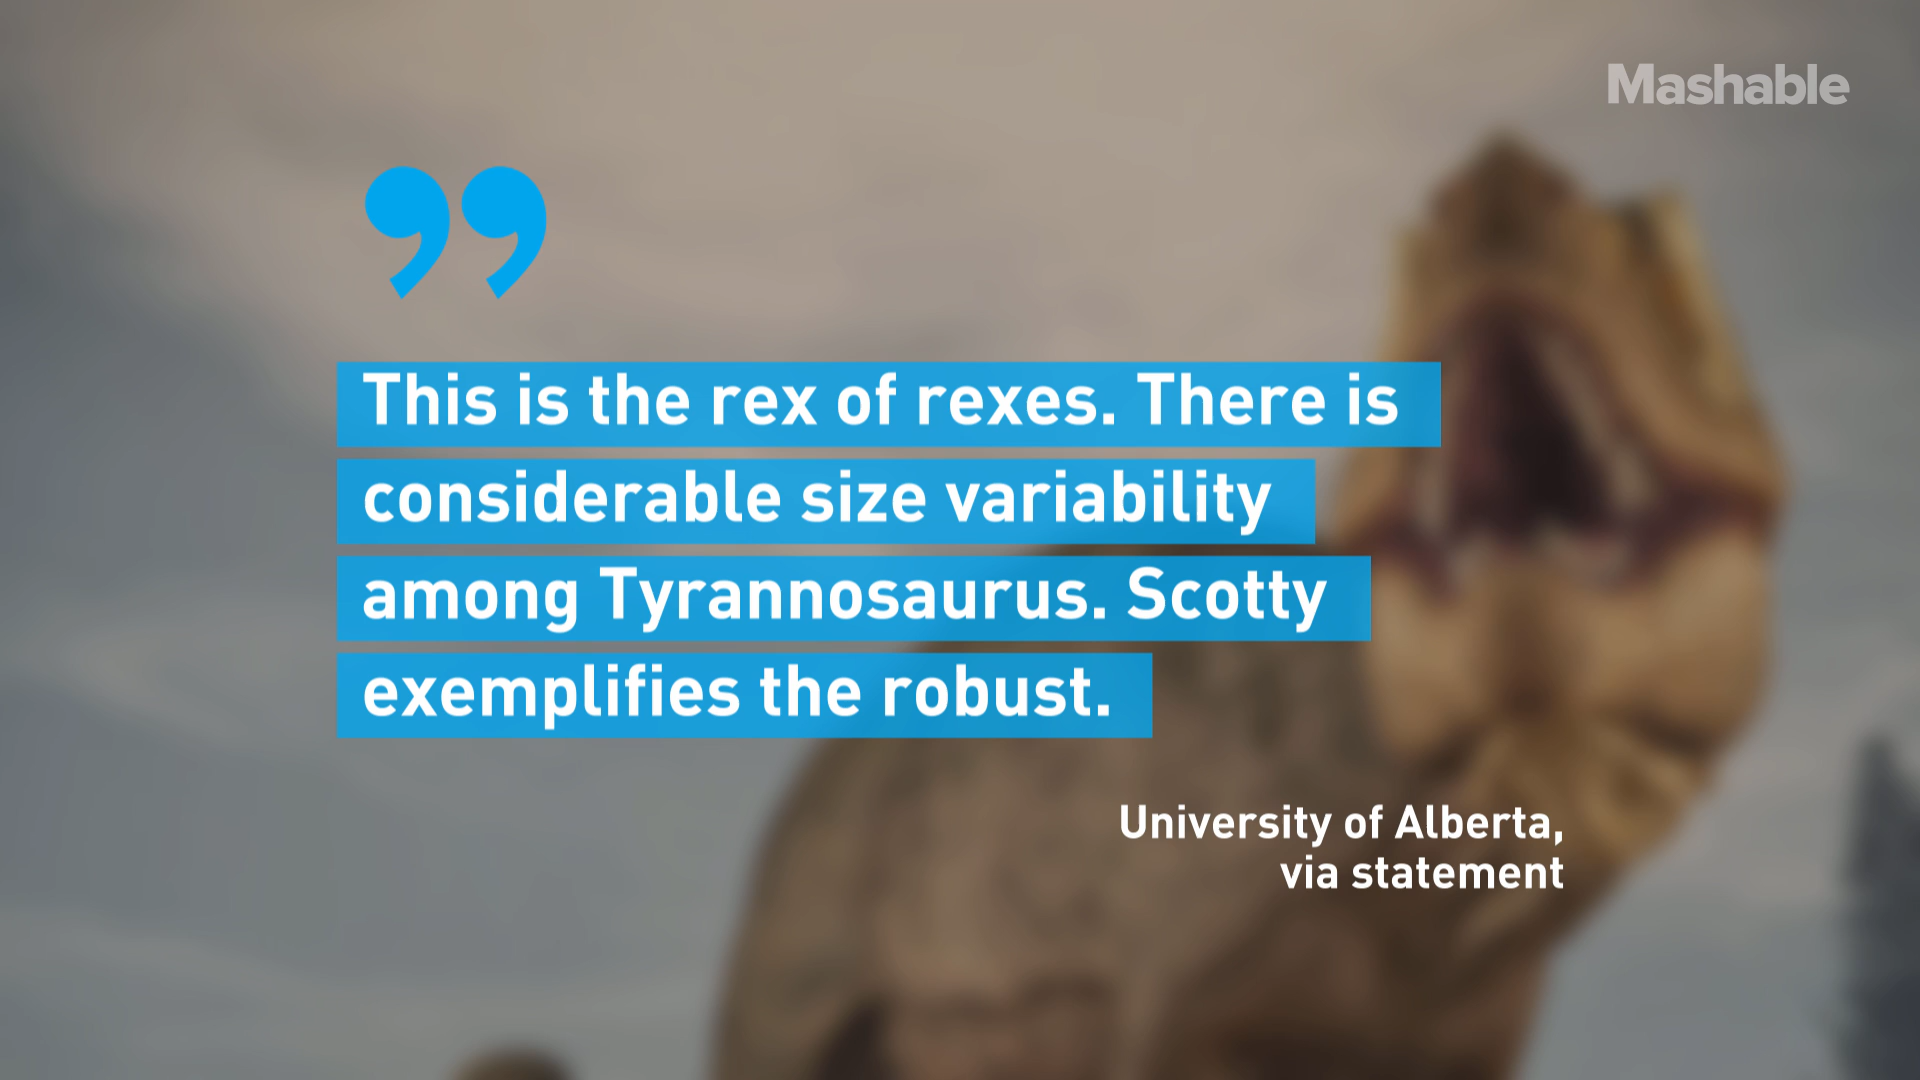 Mashable
”
This is the rex of rexes. There is
considerable size variability
among Tyrannosaurus. Scotty
exemplifies the robust.
University of Alberta,
via statement